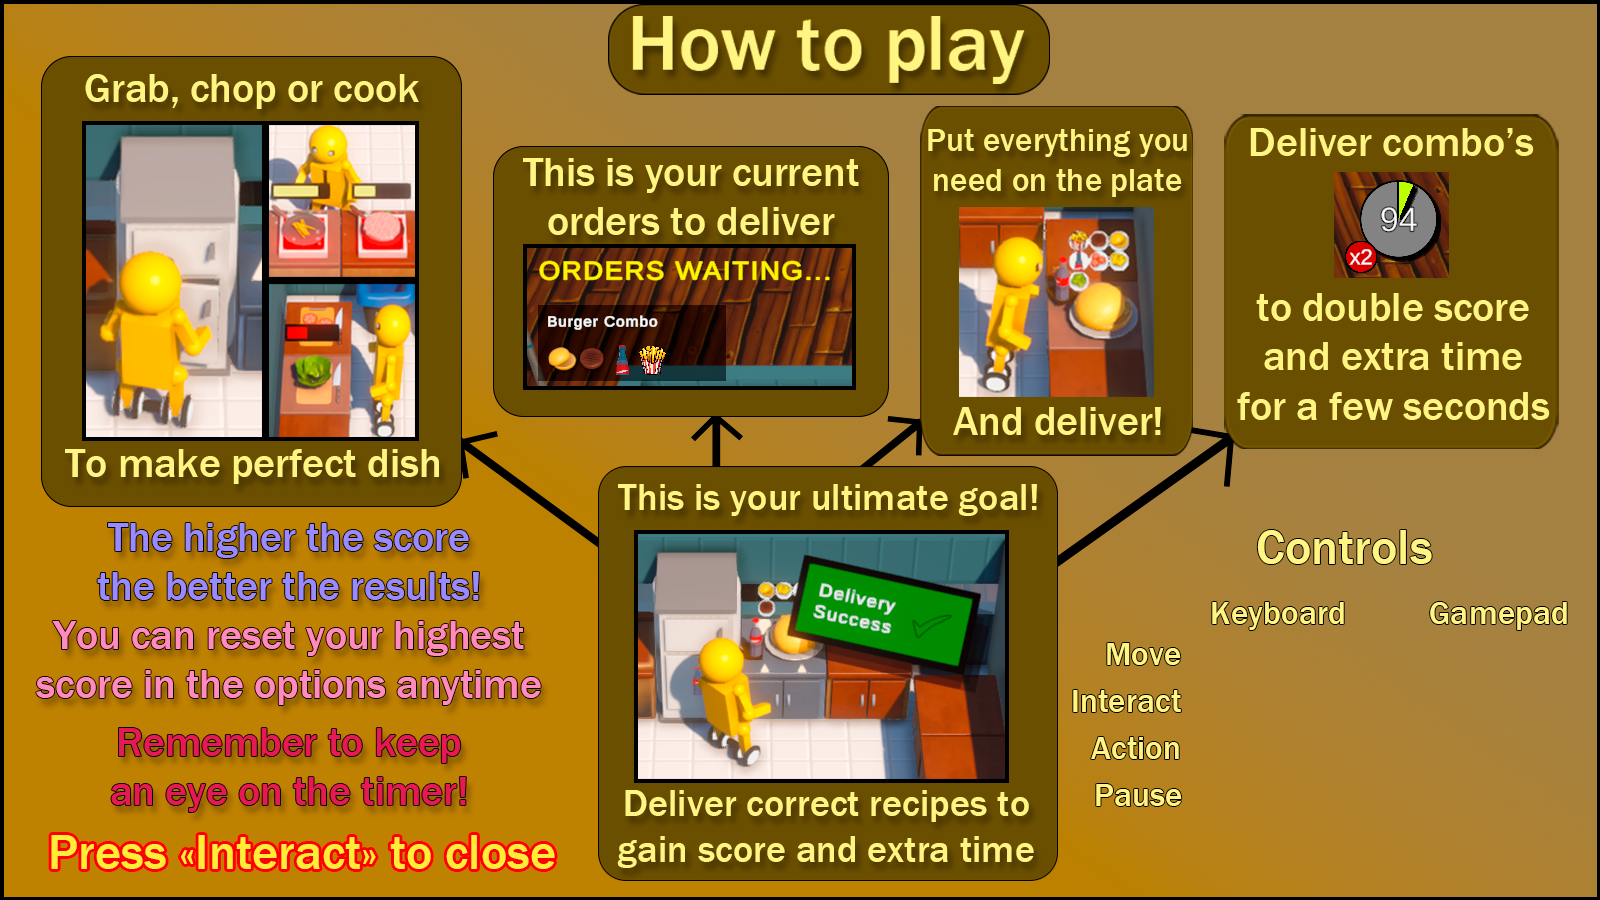 How to play
Grab, chop or cook
To make perfect dish
This is your current
orders to deliver
ORDERS WAITING...
Burger Combo
Put everything you
need on the plate
And deliver!
Deliver combo's
94
x2
to double score
and extra time
for a few seconds
This is your ultimate goal!
Delivery
Success
Deliver correct recipes to
gain score and extra time
The higher the score
the better the results!
You can reset your highest
score in the options anytime
Remember to keep
an eye on the timer!
Press «Interact» to close
Controls
Keyboard Gamepad
Move
Interact
Action
Pause